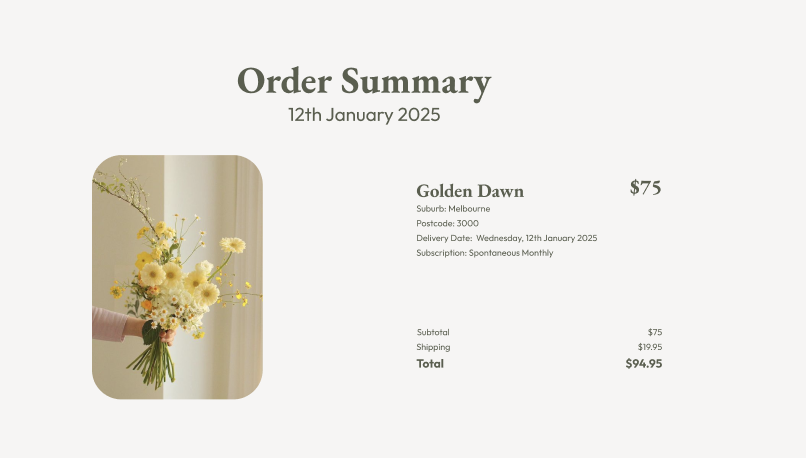 Order Summary
12th January 2025
Golden Dawn
$75
Suburb: Melbourne
Postcode: 3000
Delivery Date:  Wednesday, 12th January 2025
Subscription: Spontaneous Monthly
Subtotal $75
Shipping $19.95
Total $94.95